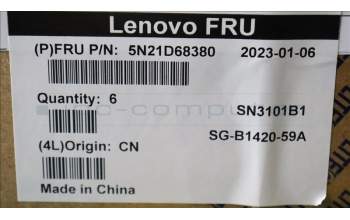 Lenovo FRU
(P)FRU P/N: 5N21D68380 2023-01-06
Quantity: 6
SN3101B1
SG-B1420-59A
(4L)Origin: CN
Made in China